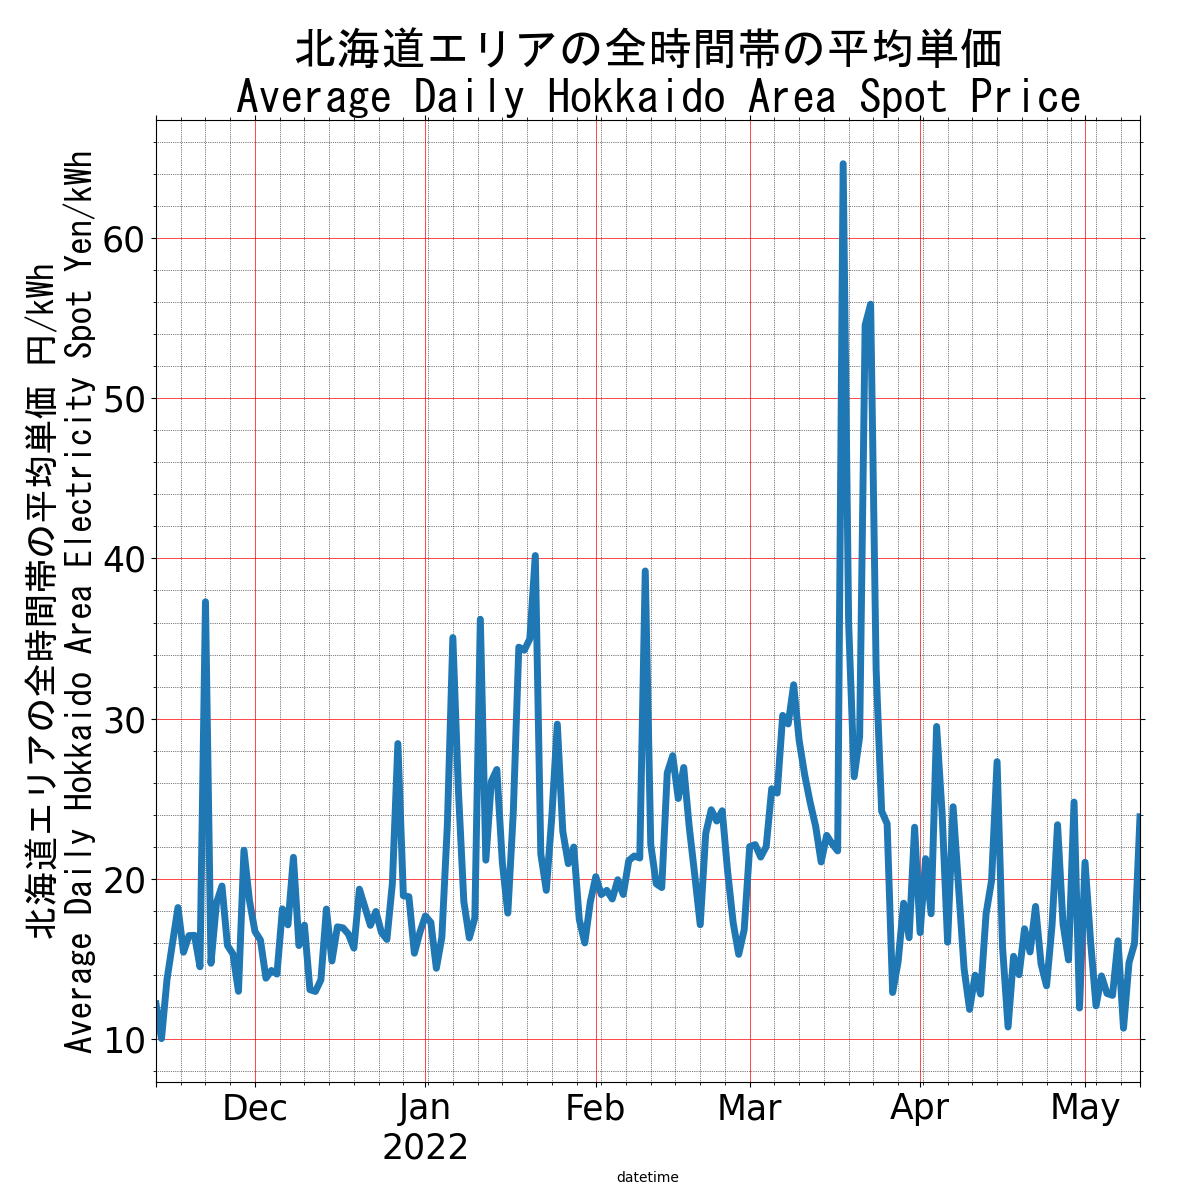 北海道エリアの全時間帯の平均単価
Average Daily Hokkaido Area Spot Price
北海道エリアの全時間帯の平均単価 円/kWh
Average Daily Hokkaido Area Electricity Spot Yen/kWh
60
50
40
30
20
10
Dec
Jan
2022
Feb
Mar
Apr
May
datetime